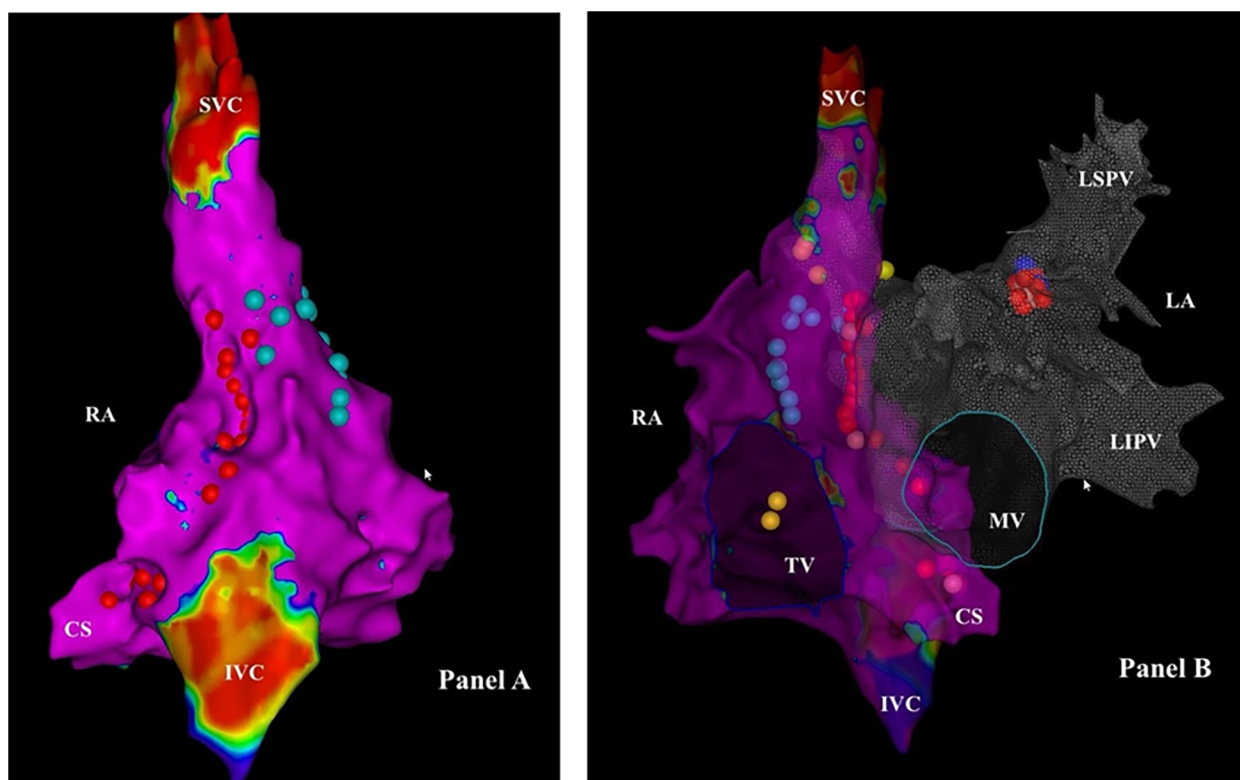 SVC
RA
CS
IVC
Panel A
SVC
LSPV
LA
RA
LIPV
MV
TV
CS
Panel B
IVC